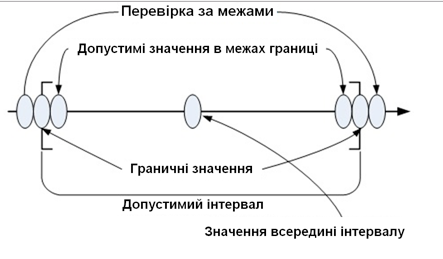 Перевірка за межами
Допустимі значення в межах границі
Граничні значення
Допустимий інтервал
Значення всередині інтервалу